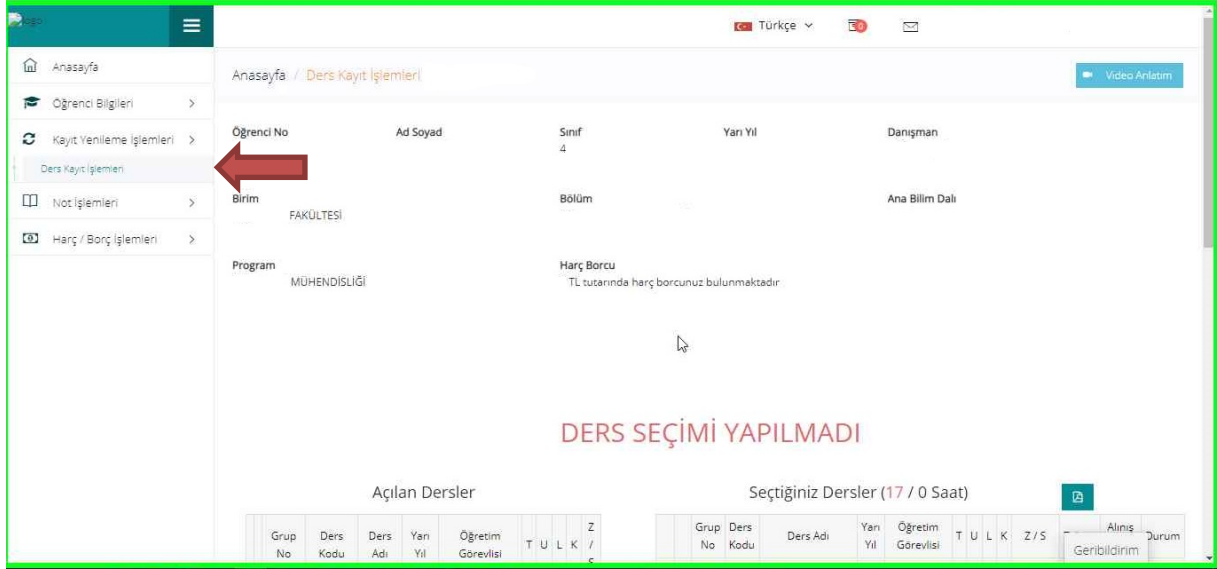 logo
Türkçe
0
Anasayfa
Öğrenci Bilgileri
Kayıt Yenileme İşlemleri
Ders Kayıt İşlemleri
Not İşlemleri
Harç / Borç İşlemleri
Anasayfa / Ders Kayıt İşlemleri
Video Anlatım
Öğrenci No Ad Soyad Sınıf Yarı Yıl Danışman
4
Birim Bölüm Ana Bilim Dalı
FAKÜLTESİ
Program Harç Borcu
MÜHENDİSLİĞİ TL tutarında harç borcunuz bulunmaktadır
DERS SEÇİMİ YAPILMADI
Açılan Dersler
Grup No Ders Kodu Ders Adı Yarı Yıl Öğretim Görevlisi T U L K Z / S
Seçtiğiniz Dersler (17 / 0 Saat)
Grup No Ders Kodu Ders Adı Yarı Yıl Öğretim Görevlisi T U L K Z / S Alınış Durum
Geribildirim